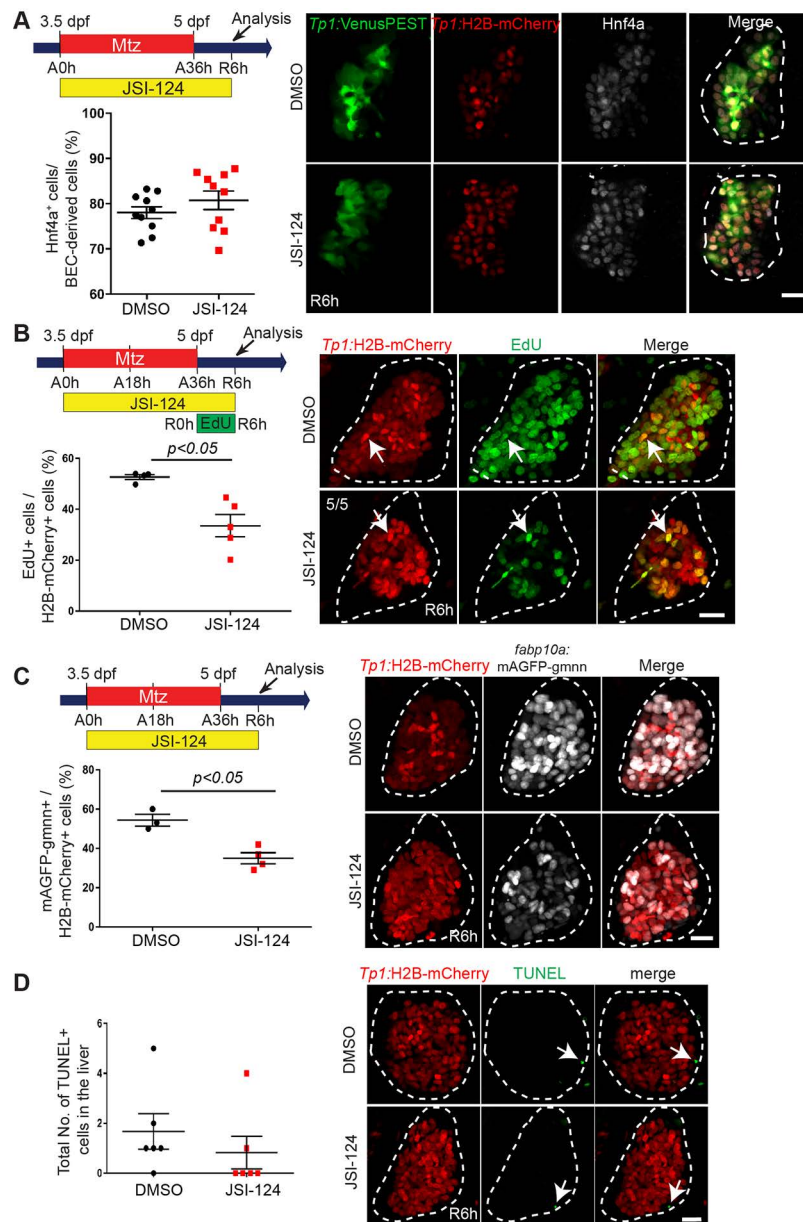 A
3.5 dpf
5 dpf
Analysis
Mtz
A0h
A36h
R6h
JSI-124
Hnf4a+ cells/
BEC-derived cells (%)
100
90
80
70
60
DMSO
JSI-124
Tp1:VenusPEST
Tp1:H2B-mCherry
Hnf4a
Merge
DMSO
JSI-124
R6h
B
3.5 dpf
5 dpf
Analysis
Mtz
A0h
A18h
A36h
R6h
JSI-124
R0h
EdU
R6h
EdU+ cells /
H2B-mCherry+ cells (%)
p<0.05
60
40
20
0
DMSO
JSI-124
Tp1:H2B-mCherry
EdU
Merge
DMSO
5/5
JSI-124
R6h
C
3.5 dpf
5 dpf
Analysis
Mtz
A0h
A18h
A36h
R6h
JSI-124
mAGFP-gmnn+ /
H2B-mCherry+ cells (%)
p<0.05
80
60
40
20
0
DMSO
JSI-124
Tp1:H2B-mCherry
fabp10a:
mAGFP-gmnn
Merge
DMSO
JSI-124
R6h
D
Total No. of TUNEL+
cells in the liver
6
4
2
0
DMSO
JSI-124
Tp1:H2B-mCherry
TUNEL
merge
DMSO
JSI-124
R6h